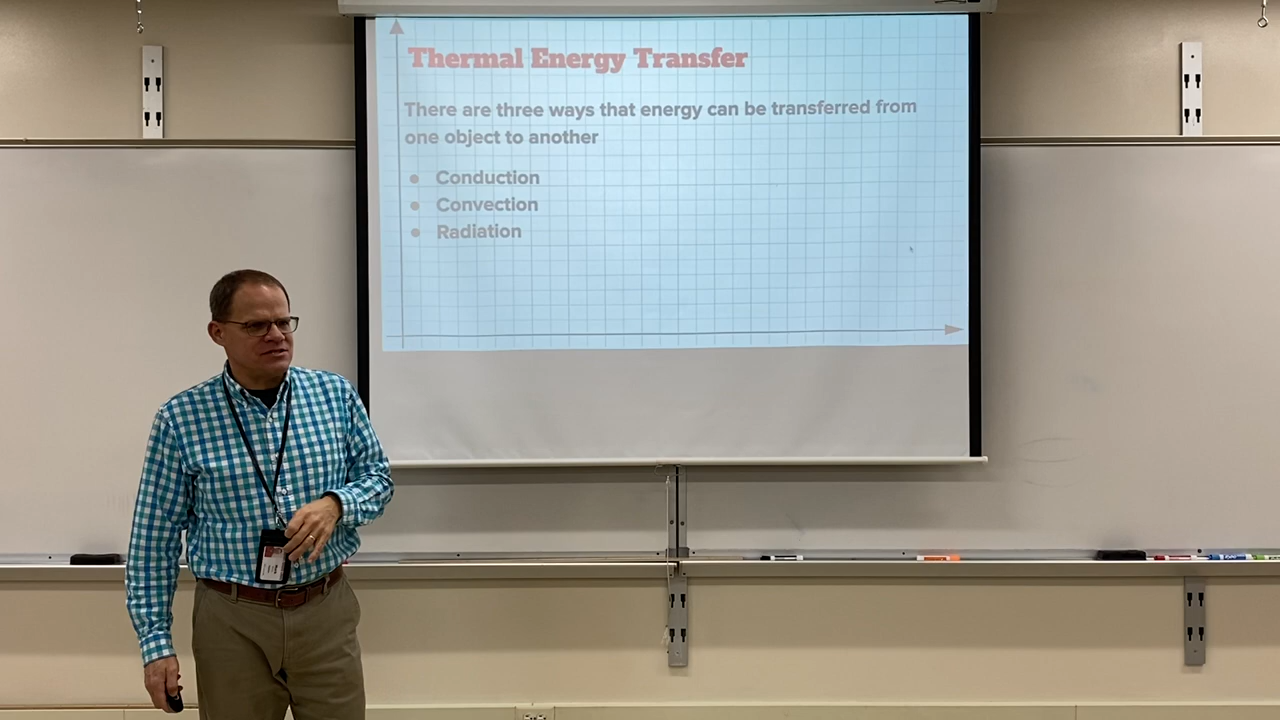 Thermal Energy Transfer
There are three ways that energy can be transferred from
one object to another
● Conduction
● Convection
● Radiation